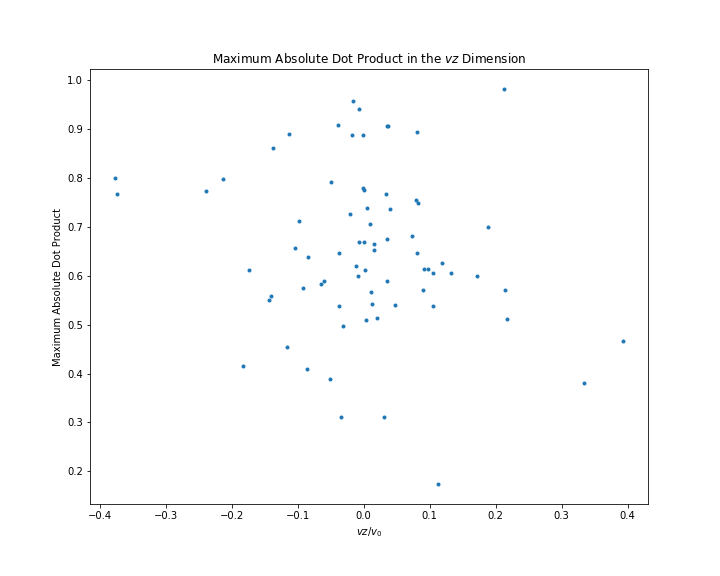 Maximum Absolute Dot Product in the vz Dimension
Maximum Absolute Dot Product
1.0
0.9
0.8
0.7
0.6
0.5
0.4
0.3
0.2
−0.4 −0.3 −0.2 −0.1 0.0 0.1 0.2 0.3 0.4
vz/v₀